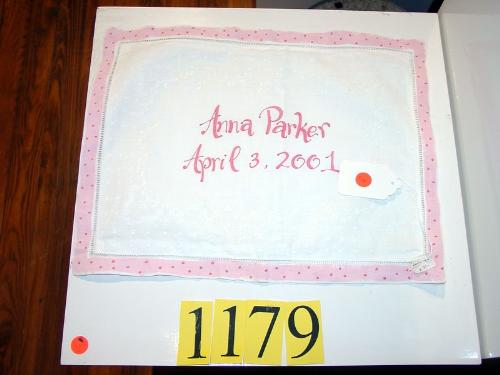 Anna Parker
April 3, 2001
1179